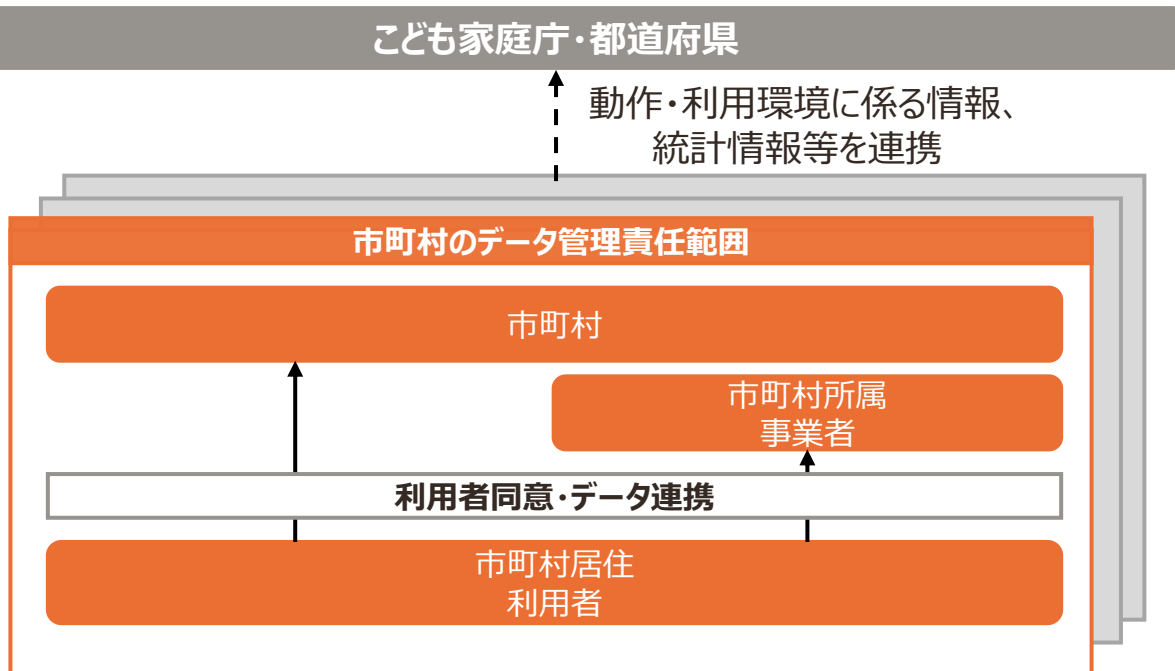 こども家庭庁・都道府県
動作・利用環境に係る情報、
統計情報等を連携
市町村のデータ管理責任範囲
市町村
市町村所属
事業者
利用者同意・データ連携
市町村居住
利用者